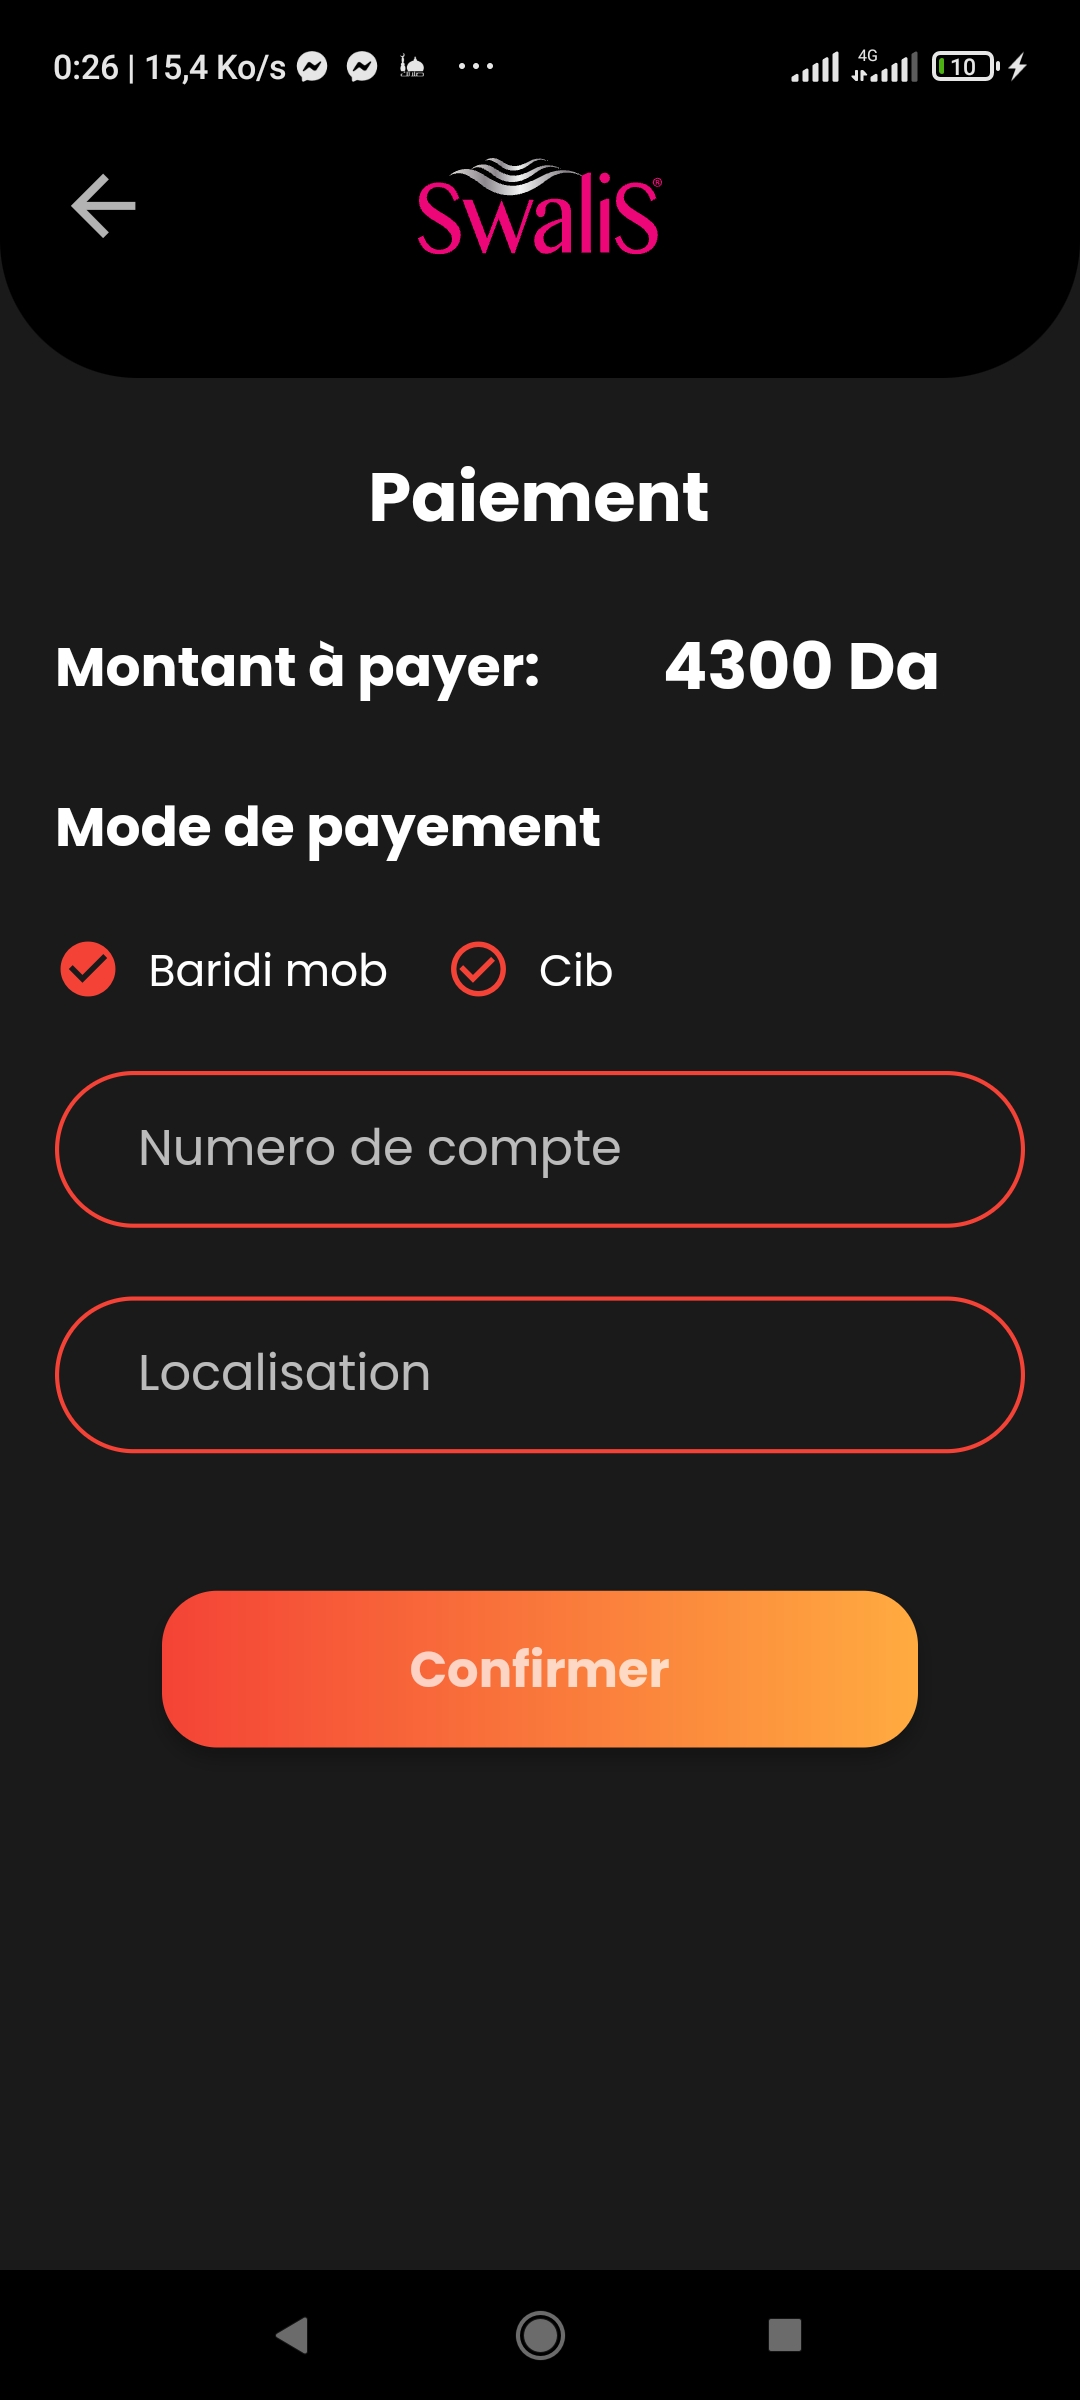 0:26 | 15,4 Ko/s
4G
10
SwaliS®
Paiement
Montant à payer: 4300 Da
Mode de payement
Baridi mob Cib
Numero de compte
Localisation
Confirmer